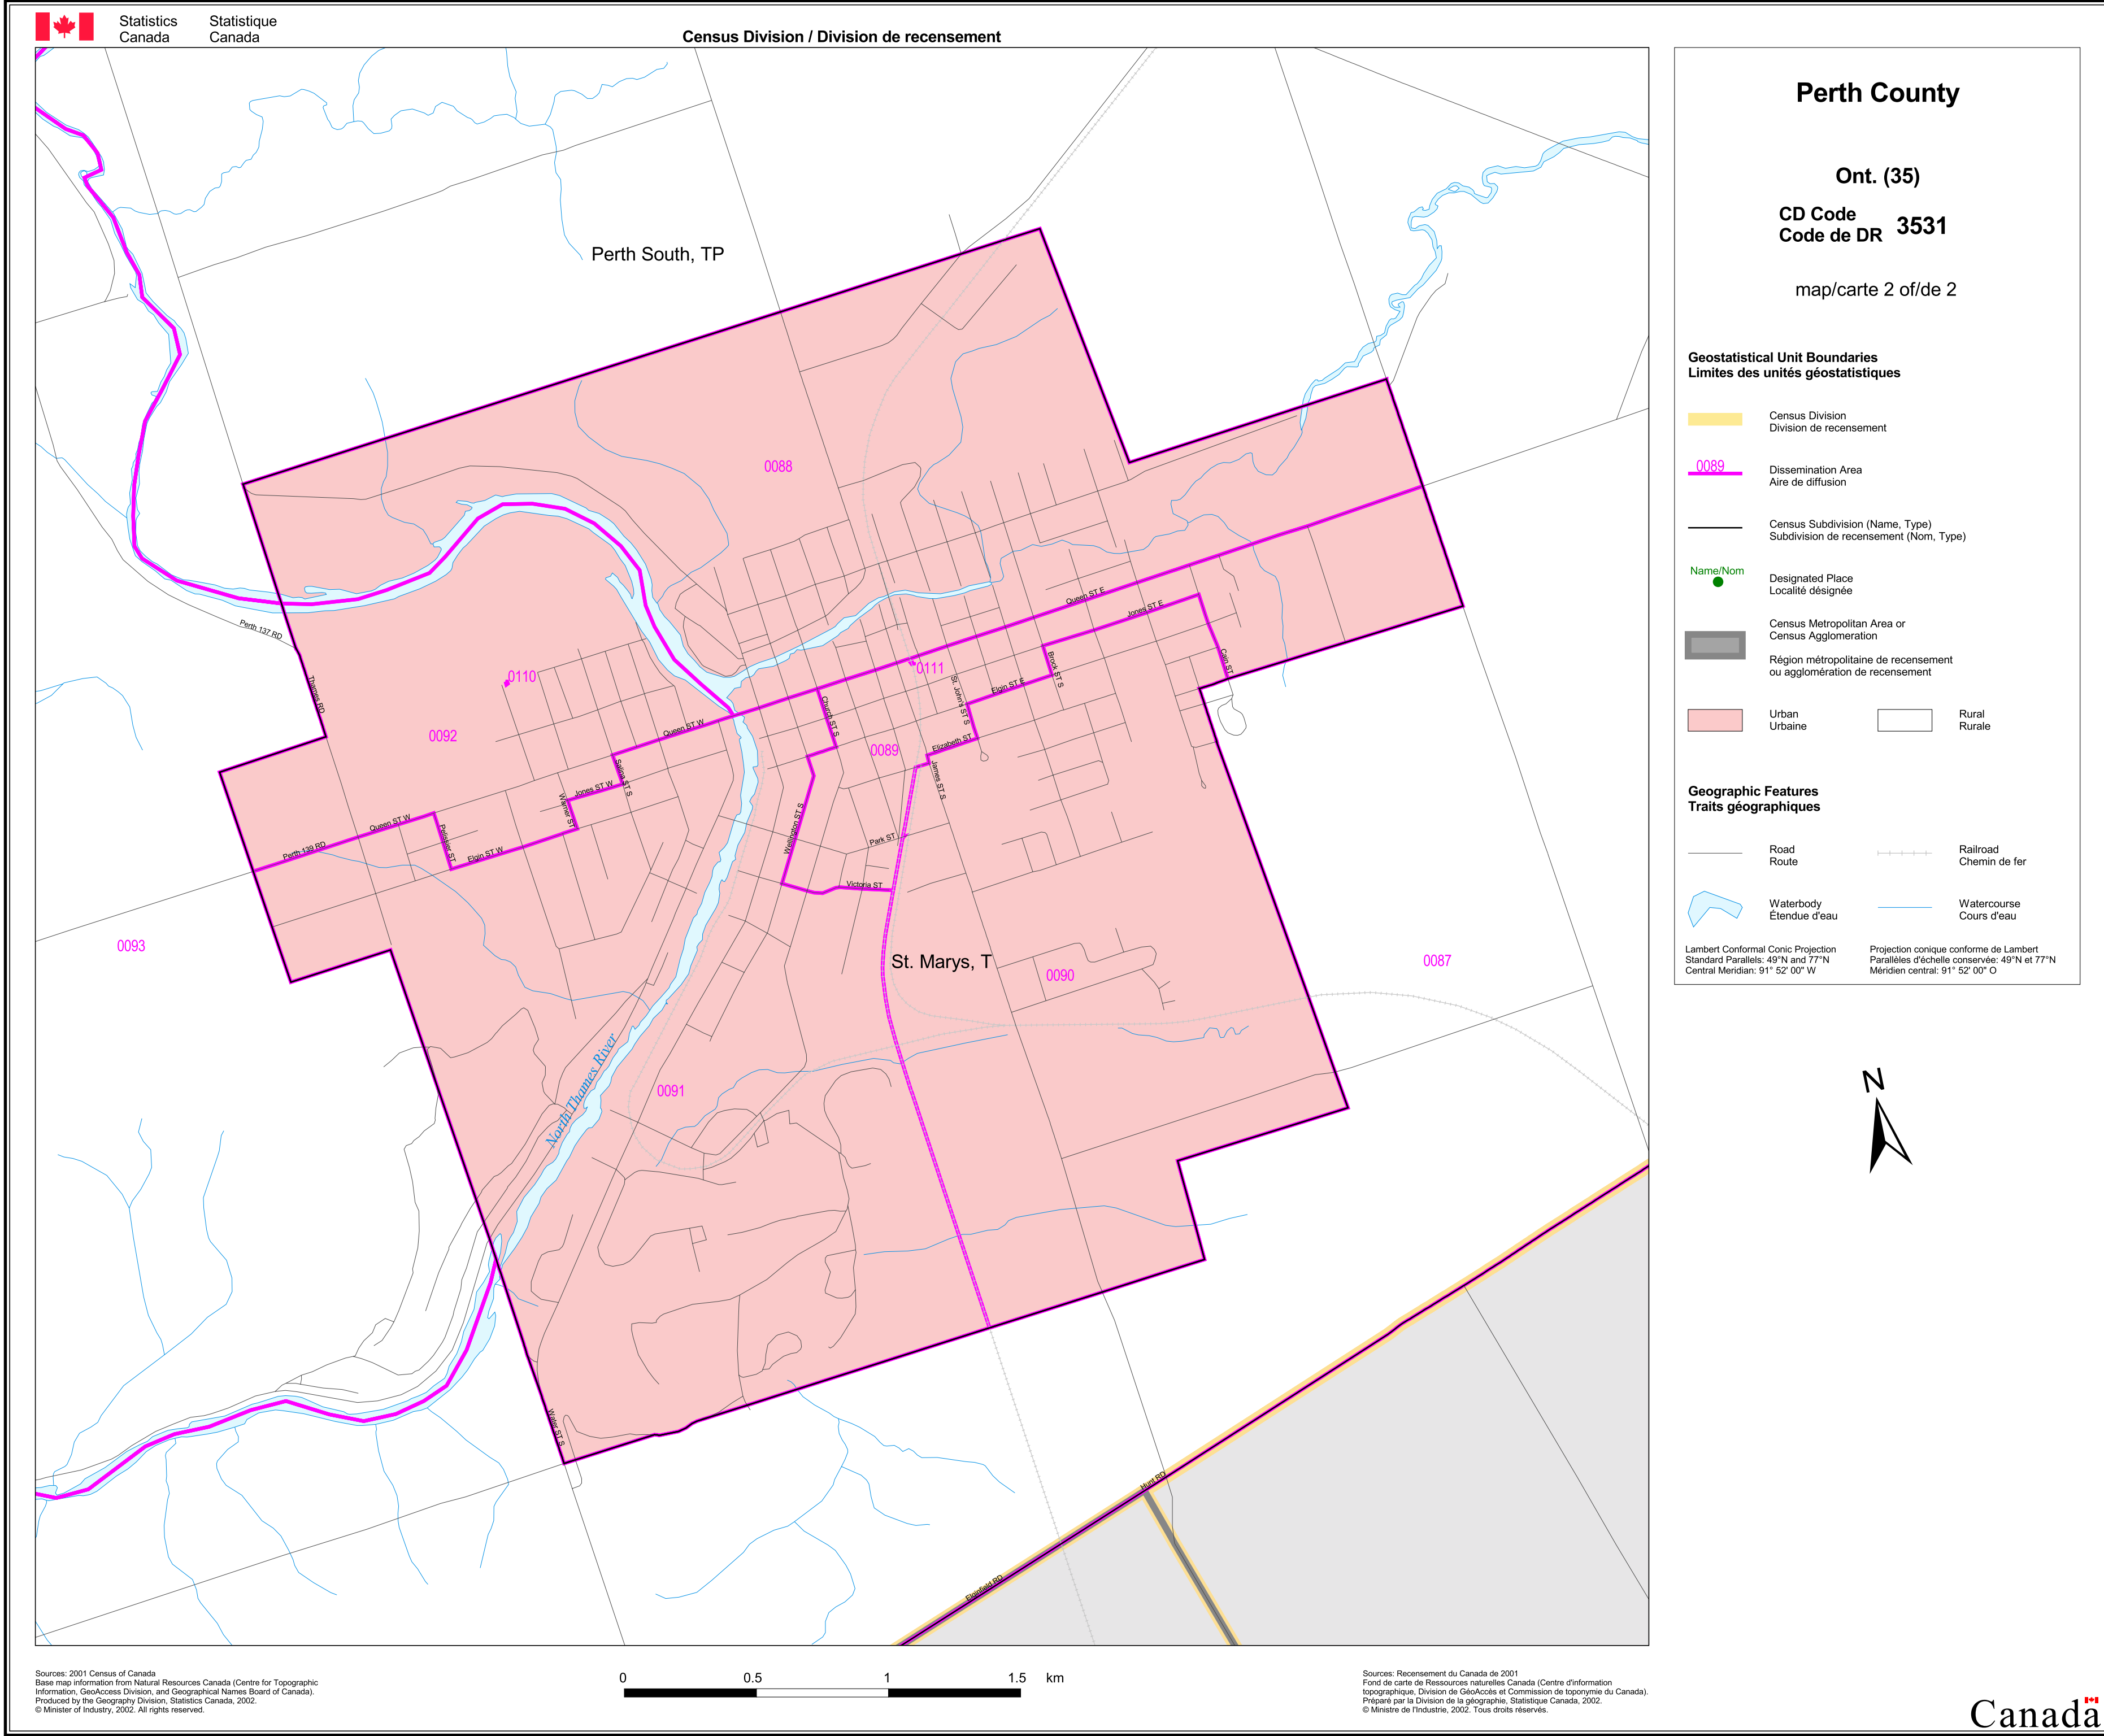 Statistics Statistique
Canada Canada
Census Division / Division de recensement
Perth County
Ont. (35)
CD Code
Code de DR 3531
map/carte 2 of/de 2
Geostatistical Unit Boundaries
Limites des unités géostatistiques
Census Division
Division de recensement
0089
Dissemination Area
Aire de diffusion
Census Subdivision (Name, Type)
Subdivision de recensement (Nom, Type)
Name/Nom
Designated Place
Localité désignée
Census Metropolitan Area or
Census Agglomeration
Région métropolitaine de recensement
ou agglomération de recensement
Urban
Urbaine
Rural
Rurale
Geographic Features
Traits géographiques
Road
Route
Railroad
Chemin de fer
Waterbody
Étendue d'eau
Watercourse
Cours d'eau
Lambert Conformal Conic Projection
Standard Parallels: 49°N and 77°N
Central Meridian: 91° 52' 00" W
Projection conique conforme de Lambert
Parallèles d'échelle conservée: 49°N et 77°N
Méridien central: 91° 52' 00" O
N
Perth South, TP
0088
Perth 137 RD
Thames RD
0110
0092
Queen ST W
Queen ST E
Jones ST E
Cain ST
Brock ST S
0111
Elgin ST E
St. John's ST S
Church ST S
0089
Elizabeth ST
James ST S
Salina ST S
Jones ST W
Warner ST
Wellington ST S
Park ST
Queen ST W
Perth 139 RD
Pelissier ST
Elgin ST W
Victoria ST
0093
St. Marys, T
0090
0087
North Thames River
0091
Water ST S
Hunt RD
Elginfield RD
Sources: 2001 Census of Canada
Base map information from Natural Resources Canada (Centre for Topographic
Information, GeoAccess Division, and Geographical Names Board of Canada).
Produced by the Geography Division, Statistics Canada, 2002.
© Minister of Industry, 2002. All rights reserved.
0 0.5 1 1.5 km
Sources: Recensement du Canada de 2001
Fond de carte de Ressources naturelles Canada (Centre d'information
topographique, Division de GéoAccès et Commission de toponymie du Canada).
Préparé par la Division de la géographie, Statistique Canada, 2002.
© Ministre de l'Industrie, 2002. Tous droits réservés.
Canada